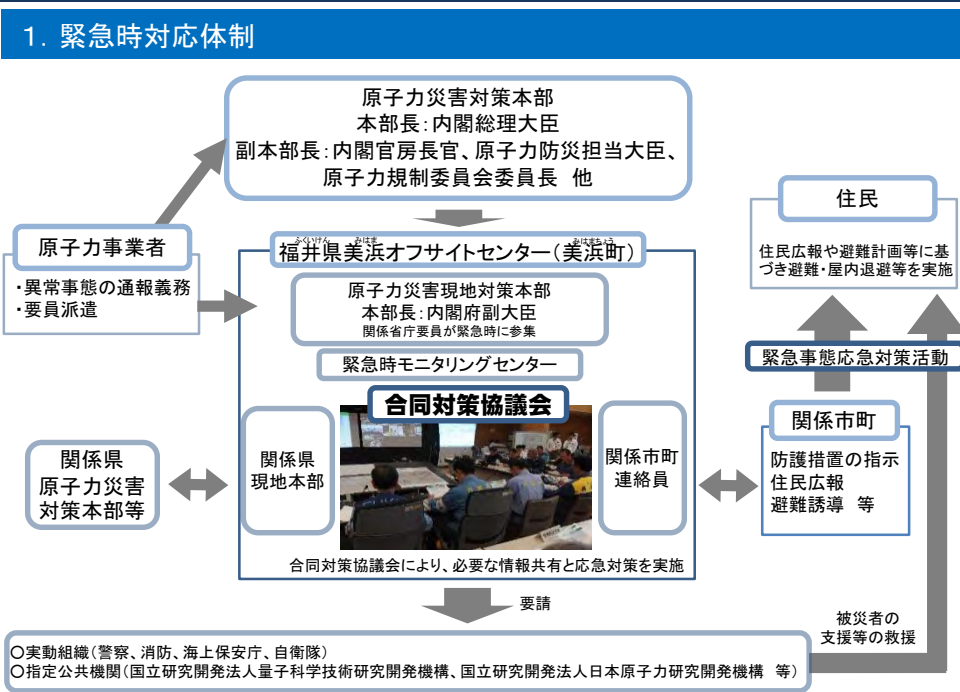 1．緊急時対応体制
原子力災害対策本部
本部長：内閣総理大臣
副本部長：内閣官房長官、原子力防災担当大臣、
原子力規制委員会委員長　他
原子力事業者
・異常事態の通報義務
・要員派遣
ふくいけん　みはま　みはまちょう
福井県美浜オフサイトセンター（美浜町）
原子力災害現地対策本部
本部長：内閣府副大臣
関係省庁要員が緊急時に参集
緊急時モニタリングセンター
合同対策協議会
関係県
現地本部
関係市町
連絡員
合同対策協議会により、必要な情報共有と応急対策を実施
関係県
原子力災害
対策本部等
住民
住民広報や避難計画等に基
づき避難・屋内退避等を実施
緊急事態応急対策活動
関係市町
防護措置の指示
住民広報
避難誘導　等
要請
被災者の
支援等の救援
○実動組織（警察、消防、海上保安庁、自衛隊）
○指定公共機関（国立研究開発法人量子科学技術研究開発機構、国立研究開発法人日本原子力研究開発機構　等）